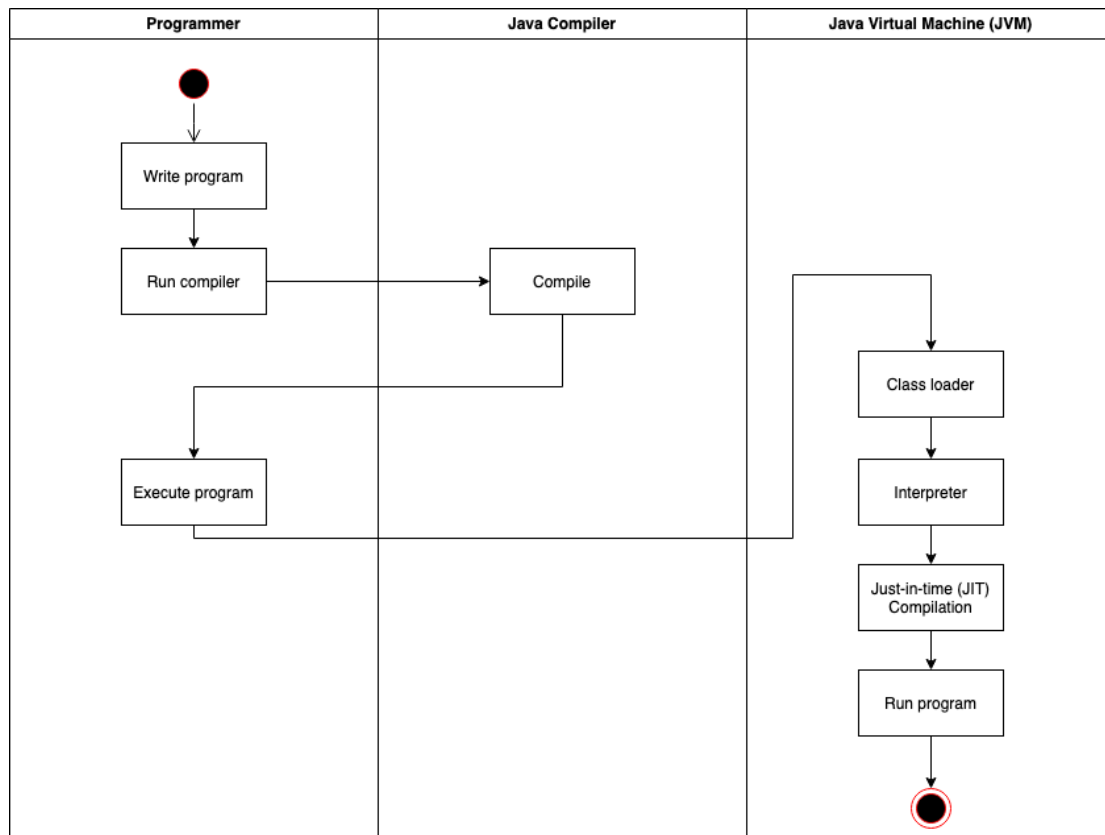 Programmer
Java Compiler
Java Virtual Machine (JVM)
Write program
Run compiler
Compile
Class loader
Execute program
Interpreter
Just-in-time (JIT)
Compilation
Run program